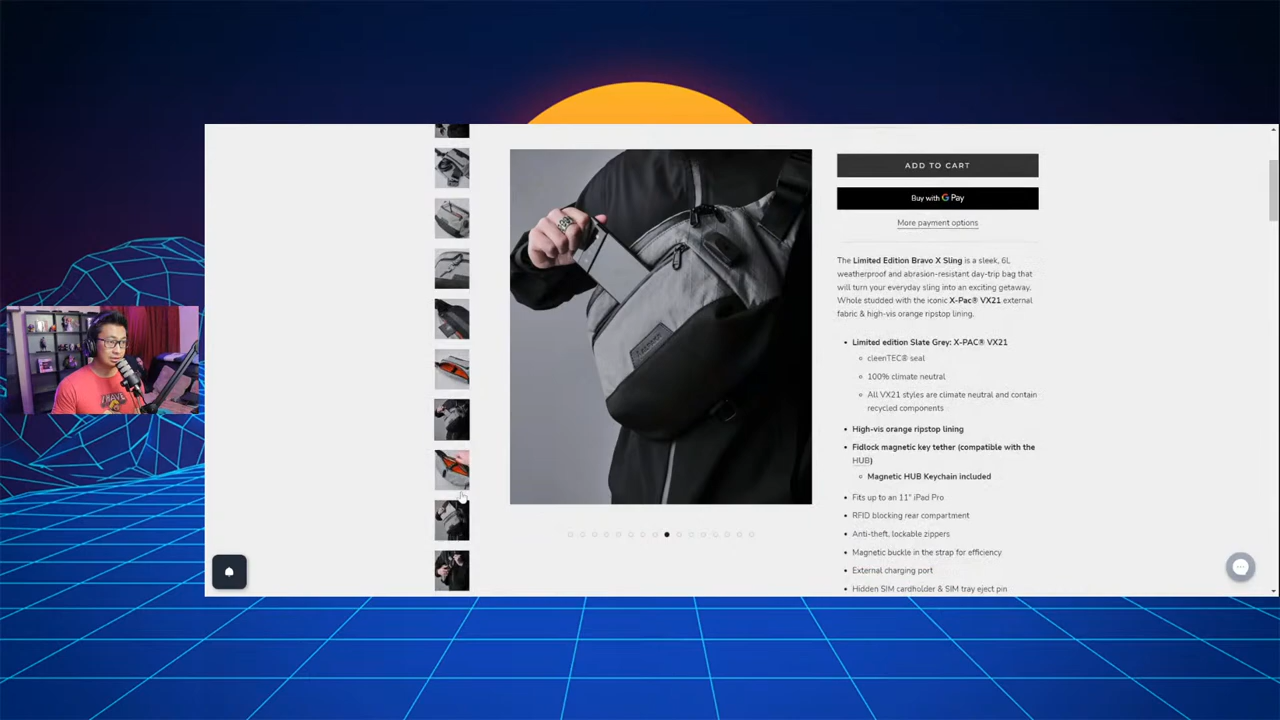 ADD TO CART
Buy with G Pay
More payment options
The Limited Edition Bravo X Sling is a sleek, 6L
weatherproof and abrasion-resistant day-trip bag that
will turn your everyday sling into an exciting getaway.
Whole studded with the iconic X-Pac® VX21 external
fabric & high-vis orange ripstop lining.
Limited edition Slate Grey: X-PAC® VX21
cleenTEC® seal
100% climate neutral
All VX21 styles are climate neutral and contain
recycled components
High-vis orange ripstop lining
Fidlock magnetic key tether (compatible with the
HUB)
Magnetic HUB Keychain included
Fits up to an 11" iPad Pro
RFID blocking rear compartment
Anti-theft, lockable zippers
Magnetic buckle in the strap for efficiency
External charging port
Hidden SIM cardholder & SIM tray eject pin